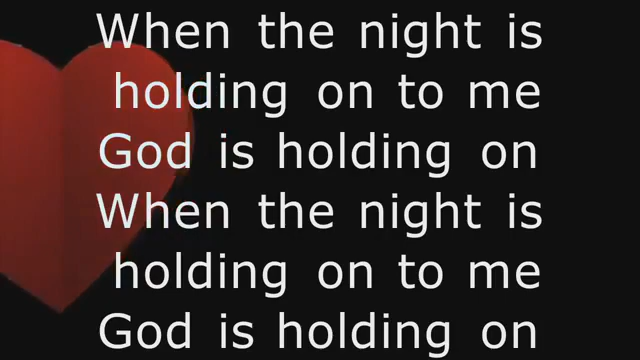 When the night is
holding on to me
God is holding on
When the night is
holding on to me
God is holding on